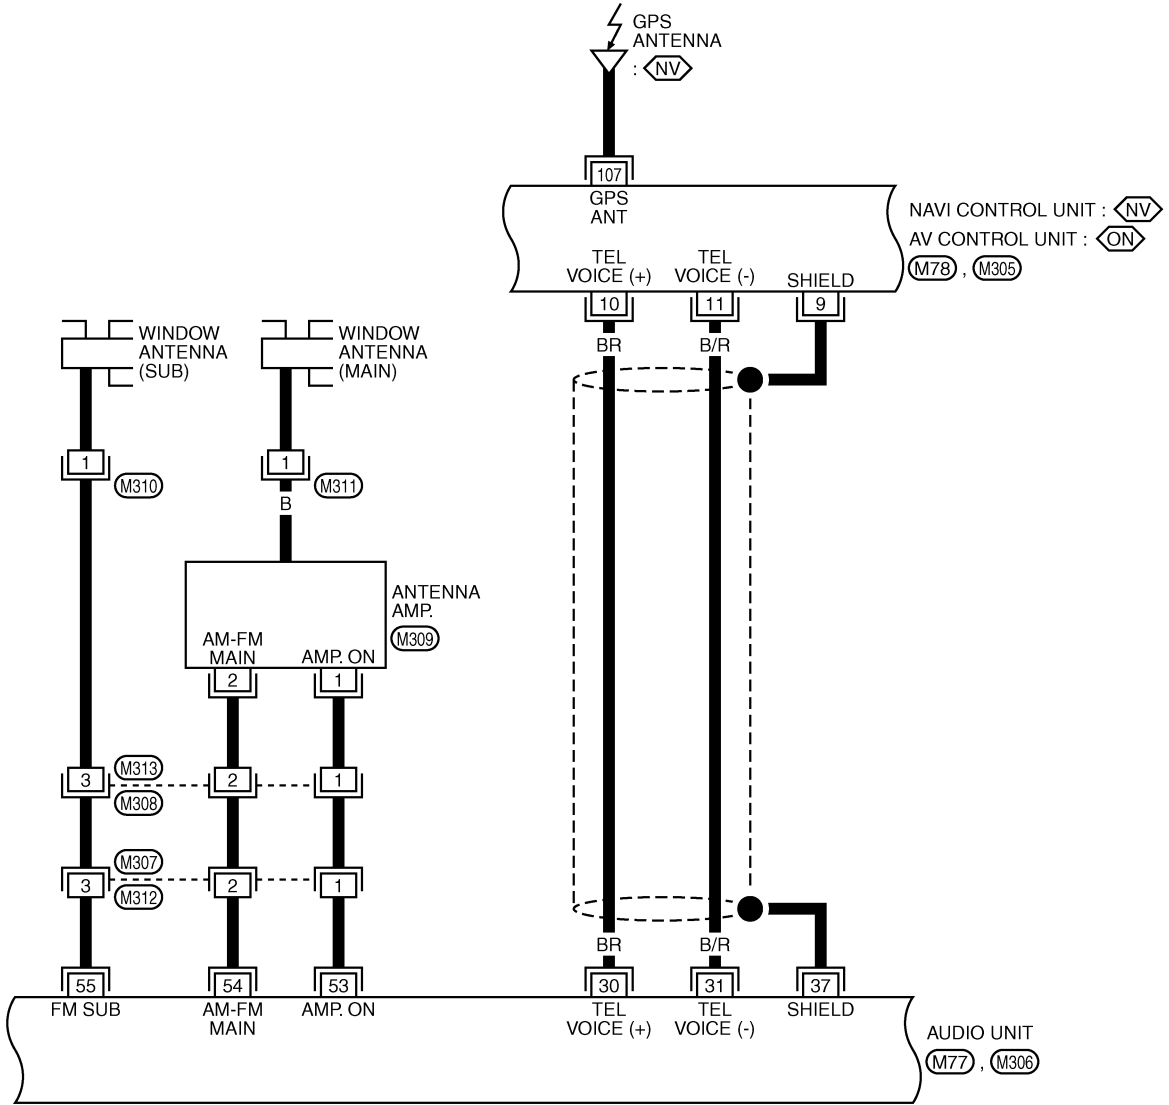 GPS
ANTENNA
: NV
107
GPS
ANT
NAVI CONTROL UNIT : NV
AV CONTROL UNIT : ON
M78 , M305
TEL
VOICE (+)
TEL
VOICE (-)
SHIELD
10
11
9
BR
B/R
WINDOW
ANTENNA
(SUB)
WINDOW
ANTENNA
(MAIN)
1
M310
1
M311
B
ANTENNA
AMP.
M309
AM-FM
MAIN
AMP. ON
2
1
M313
3
2
1
M308
M307
3
2
1
M312
BR
B/R
55
54
53
30
31
37
FM SUB
AM-FM
MAIN
AMP. ON
TEL
VOICE (+)
TEL
VOICE (-)
SHIELD
AUDIO UNIT
M77 , M306